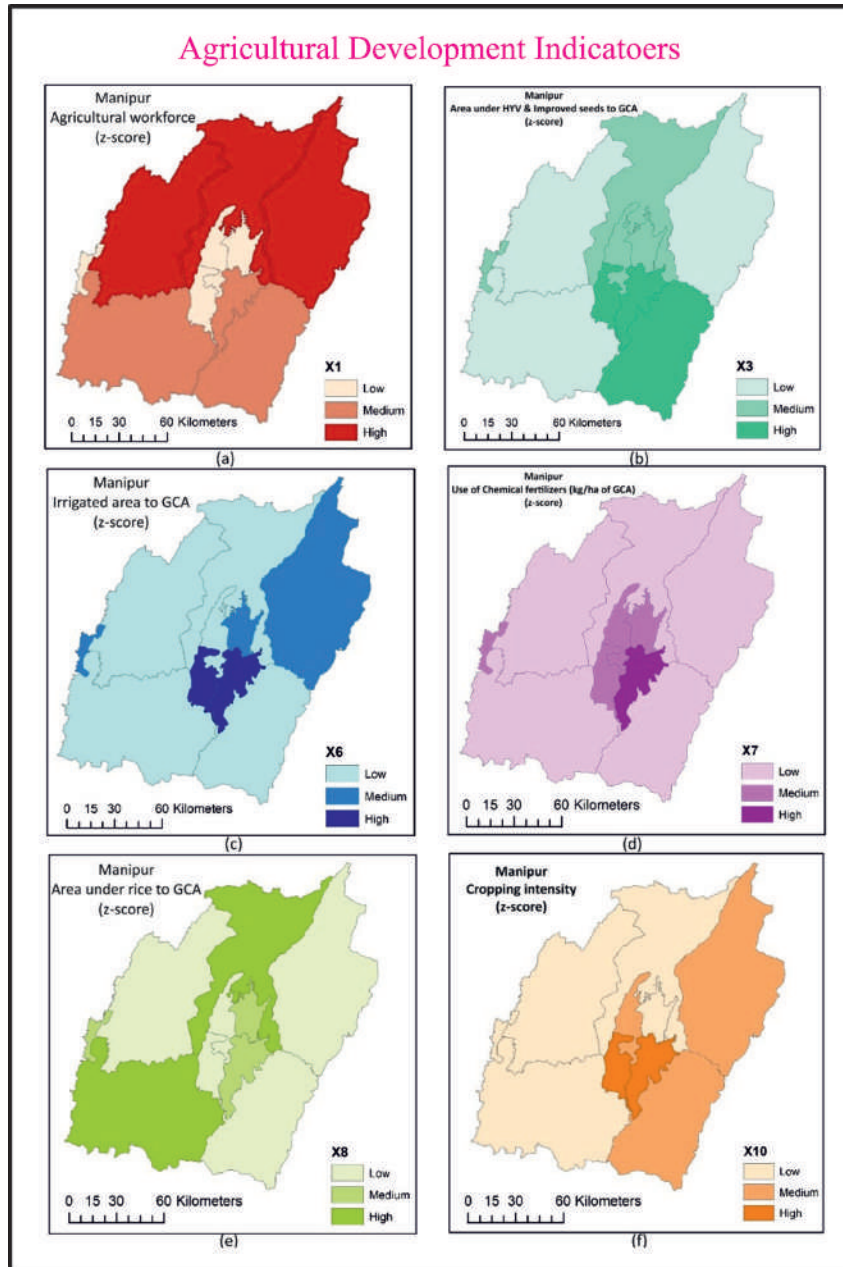 Agricultural Development Indicatoers
Manipur
Agricultural workforce
(z-score)
X1
Low
Medium
High
0 15 30 60 Kilometers
(a)
Manipur
Area under HYV & Improved seeds to GCA
(z-score)
X3
Low
Medium
High
0 15 30 60 Kilometers
(b)
Manipur
Irrigated area to GCA
(z-score)
X6
Low
Medium
High
0 15 30 60 Kilometers
(c)
Manipur
Use of Chemical fertilizers (kg/ha of GCA)
(z-score)
X7
Low
Medium
High
0 15 30 60 Kilometers
(d)
Manipur
Area under rice to GCA
(z-score)
X8
Low
Medium
High
0 15 30 60 Kilometers
(e)
Manipur
Cropping intensity
(z-score)
X10
Low
Medium
High
0 15 30 60 Kilometers
(f)